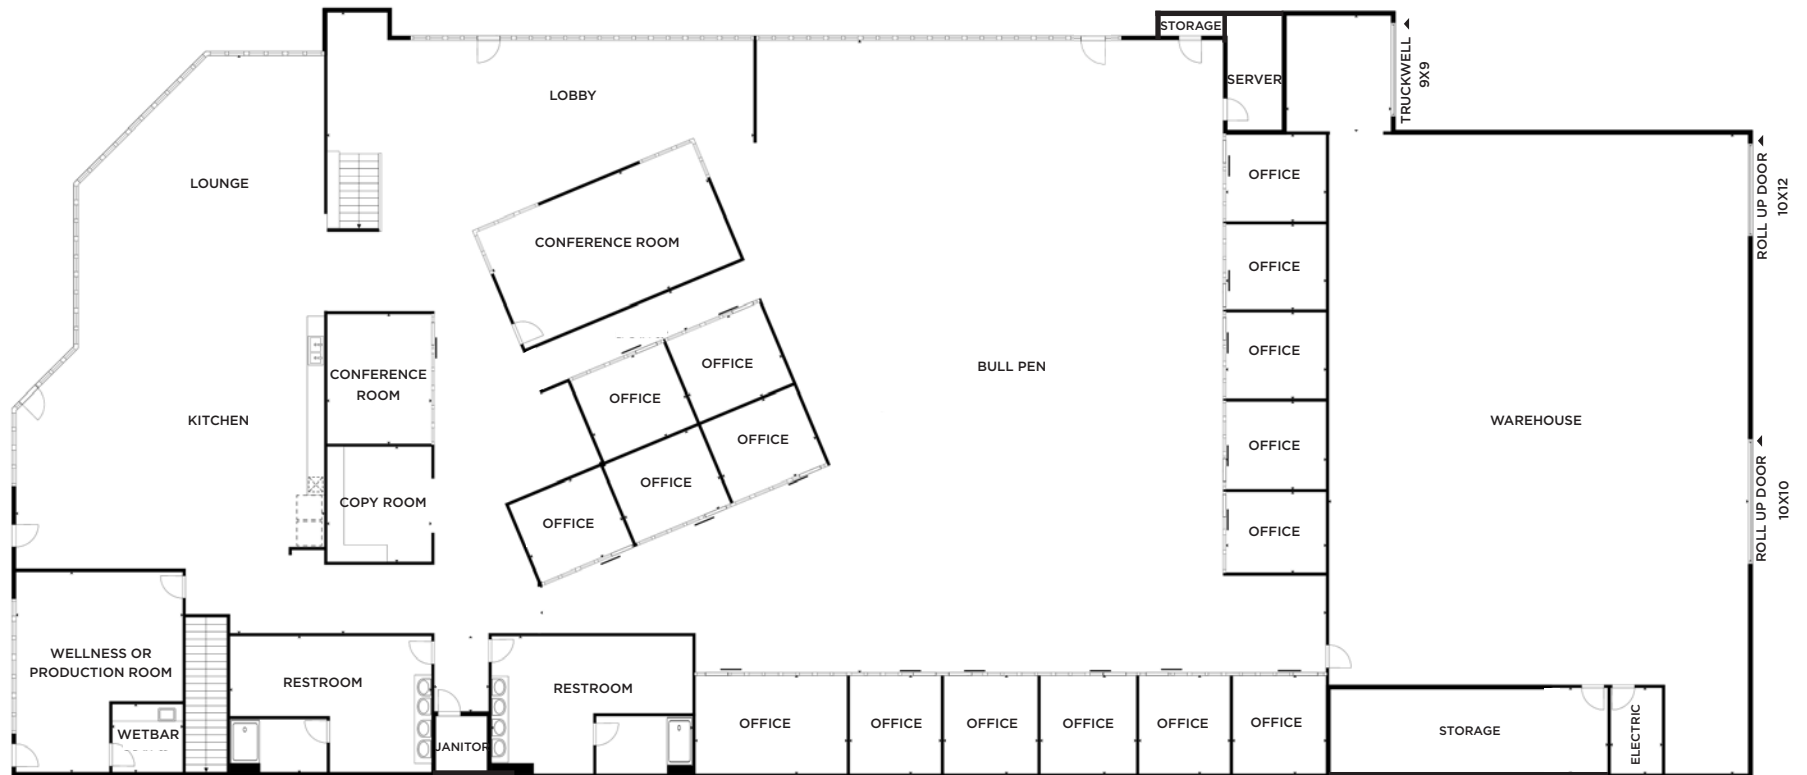 STORAGE
TRUCKWELL
9X9
SERVER
LOBBY
ROLL UP DOOR
10X12
OFFICE
LOUNGE
CONFERENCE ROOM
OFFICE
OFFICE
OFFICE
BULL PEN
CONFERENCE
ROOM
OFFICE
KITCHEN
WAREHOUSE
OFFICE
OFFICE
ROLL UP DOOR
10X10
OFFICE
COPY ROOM
OFFICE
OFFICE
WELLNESS OR
PRODUCTION ROOM
RESTROOM
RESTROOM
OFFICE
OFFICE
OFFICE
OFFICE
OFFICE
OFFICE
STORAGE
ELECTRIC
WETBAR
JANITOR